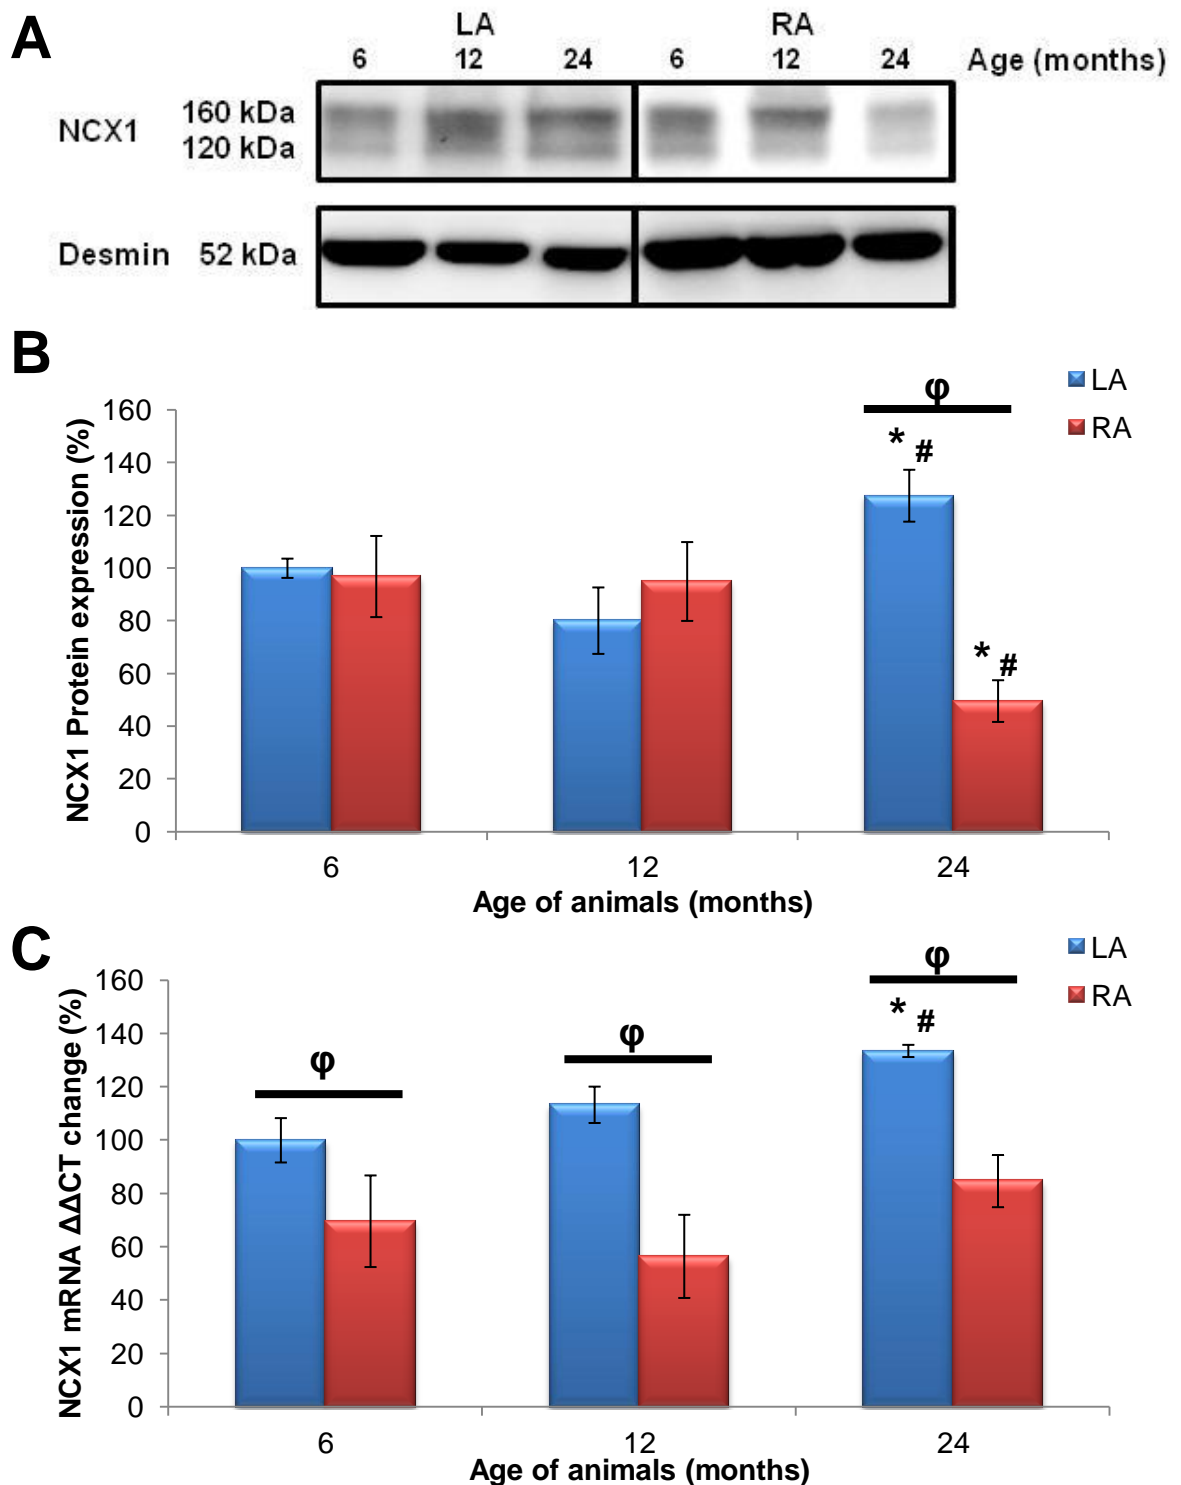 A
LA RA
6 12 24 6 12 24 Age (months)
NCX1 160 kDa
120 kDa
Desmin 52 kDa
B
LA
RA
φ
* #
* #
NCX1 Protein expression (%)
160
140
120
100
80
60
40
20
0
6 12 24
Age of animals (months)
C
LA
RA
φ
φ
φ
* #
NCX1 mRNA ΔΔCT change (%)
160
140
120
100
80
60
40
20
0
6 12 24
Age of animals (months)